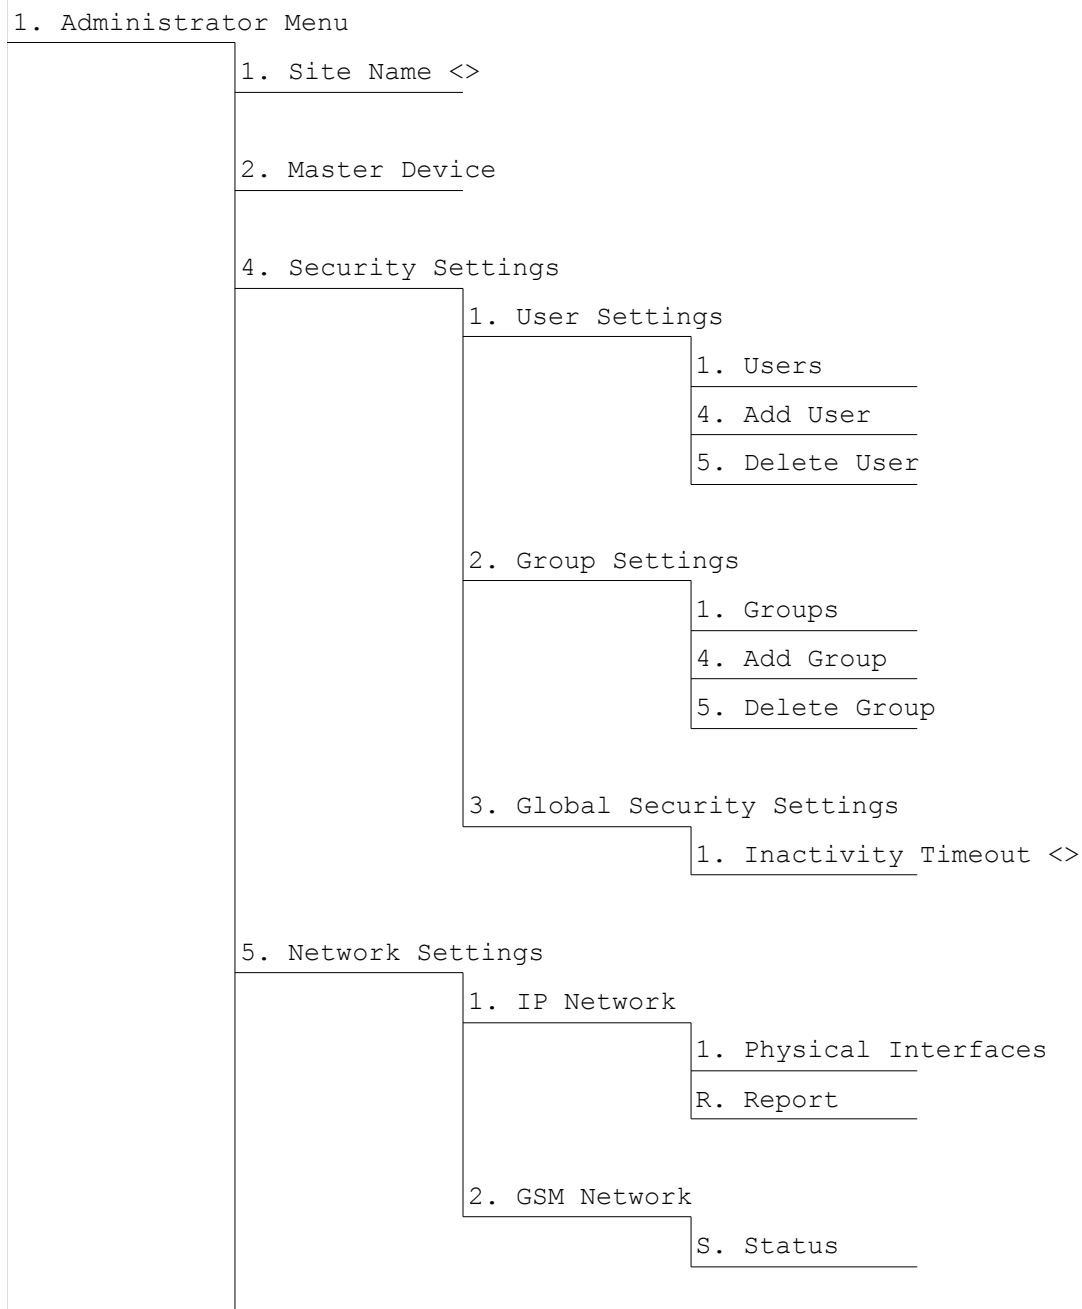 1. Administrator Menu
1. Site Name <>
2. Master Device
4. Security Settings
1. User Settings
1. Users
4. Add User
5. Delete User
2. Group Settings
1. Groups
4. Add Group
5. Delete Group
3. Global Security Settings
1. Inactivity Timeout <>
5. Network Settings
1. IP Network
1. Physical Interfaces
R. Report
2. GSM Network
S. Status